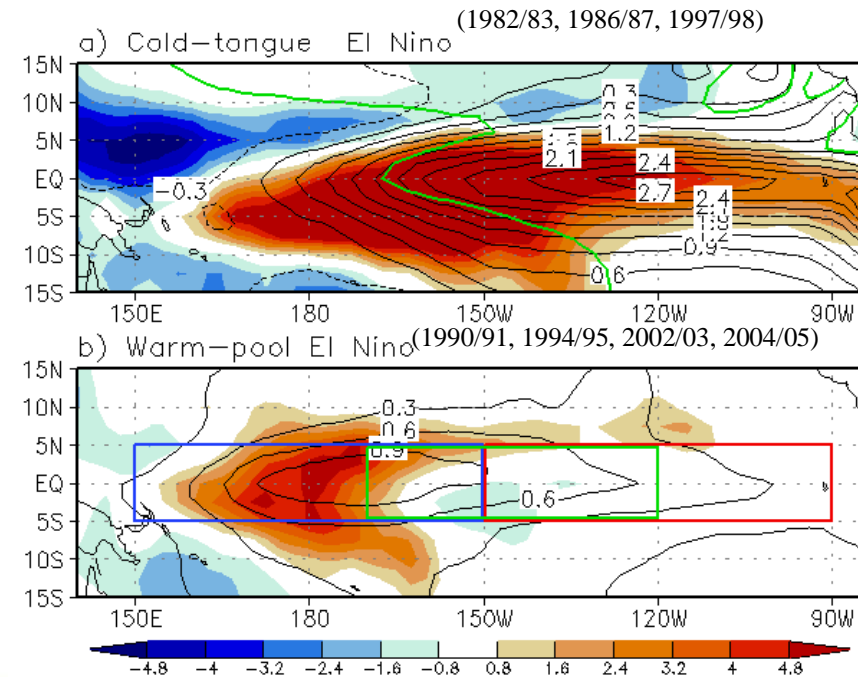 (1982/83, 1986/87, 1997/98)
a) Cold-tongue El Nino
15N
10N
5N
EQ
5S
10S
15S
0.3
1.2
2.1
2.4
2.7
-0.3
2.4
0.9
0.6
150E 180 150W 120W 90W
b) Warm-pool El Nino (1990/91, 1994/95, 2002/03, 2004/05)
15N
10N
5N
EQ
5S
10S
15S
0.3
0.6
0.9
0.6
150E 180 150W 120W 90W
-4.8 -4 -3.2 -2.4 -1.6 -0.8 0.8 1.6 2.4 3.2 4 4.8